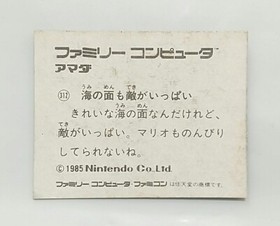 ファミリー コンピュータ™
アマダ
海の面も敵がいっぱい
きれいな海の面なんだけれど、
敵がいっぱい。マリオものんびり
してられないね。
©1985 Nintendo Co., Ltd.
ファミリー コンピュータ・ファミコンは任天堂の商標です。